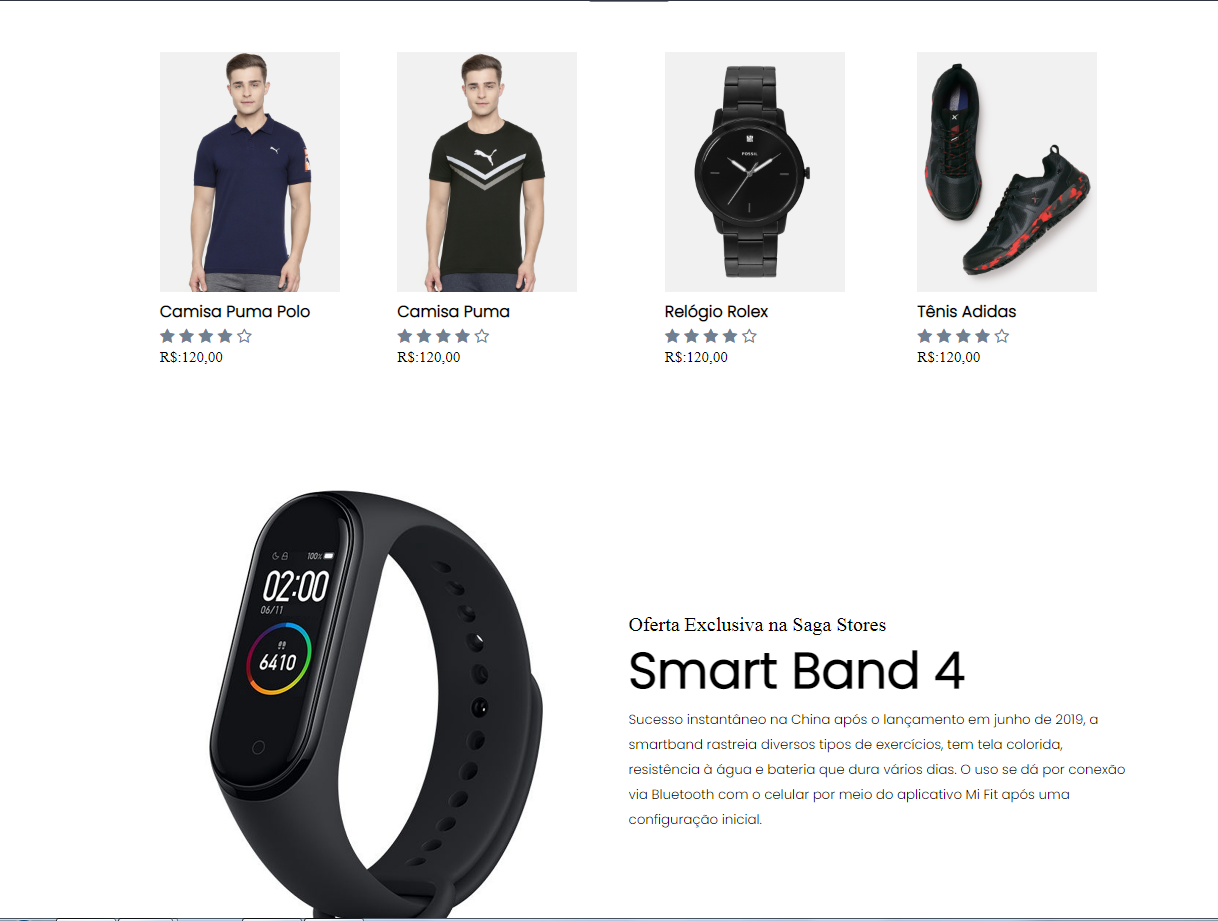 FOSSIL
Camisa Puma Polo
Camisa Puma
Relógio Rolex
Tênis Adidas
R$:120,00
R$:120,00
R$:120,00
R$:120,00
100%
02:00
06/11
6410
Oferta Exclusiva na Saga Stores
Smart Band 4
Sucesso instantâneo na China após o lançamento em junho de 2019, a
smartband rastreia diversos tipos de exercícios, tem tela colorida,
resistência à água e bateria que dura vários dias. O uso se dá por conexão
via Bluetooth com o celular por meio do aplicativo Mi Fit após uma
configuração inicial.